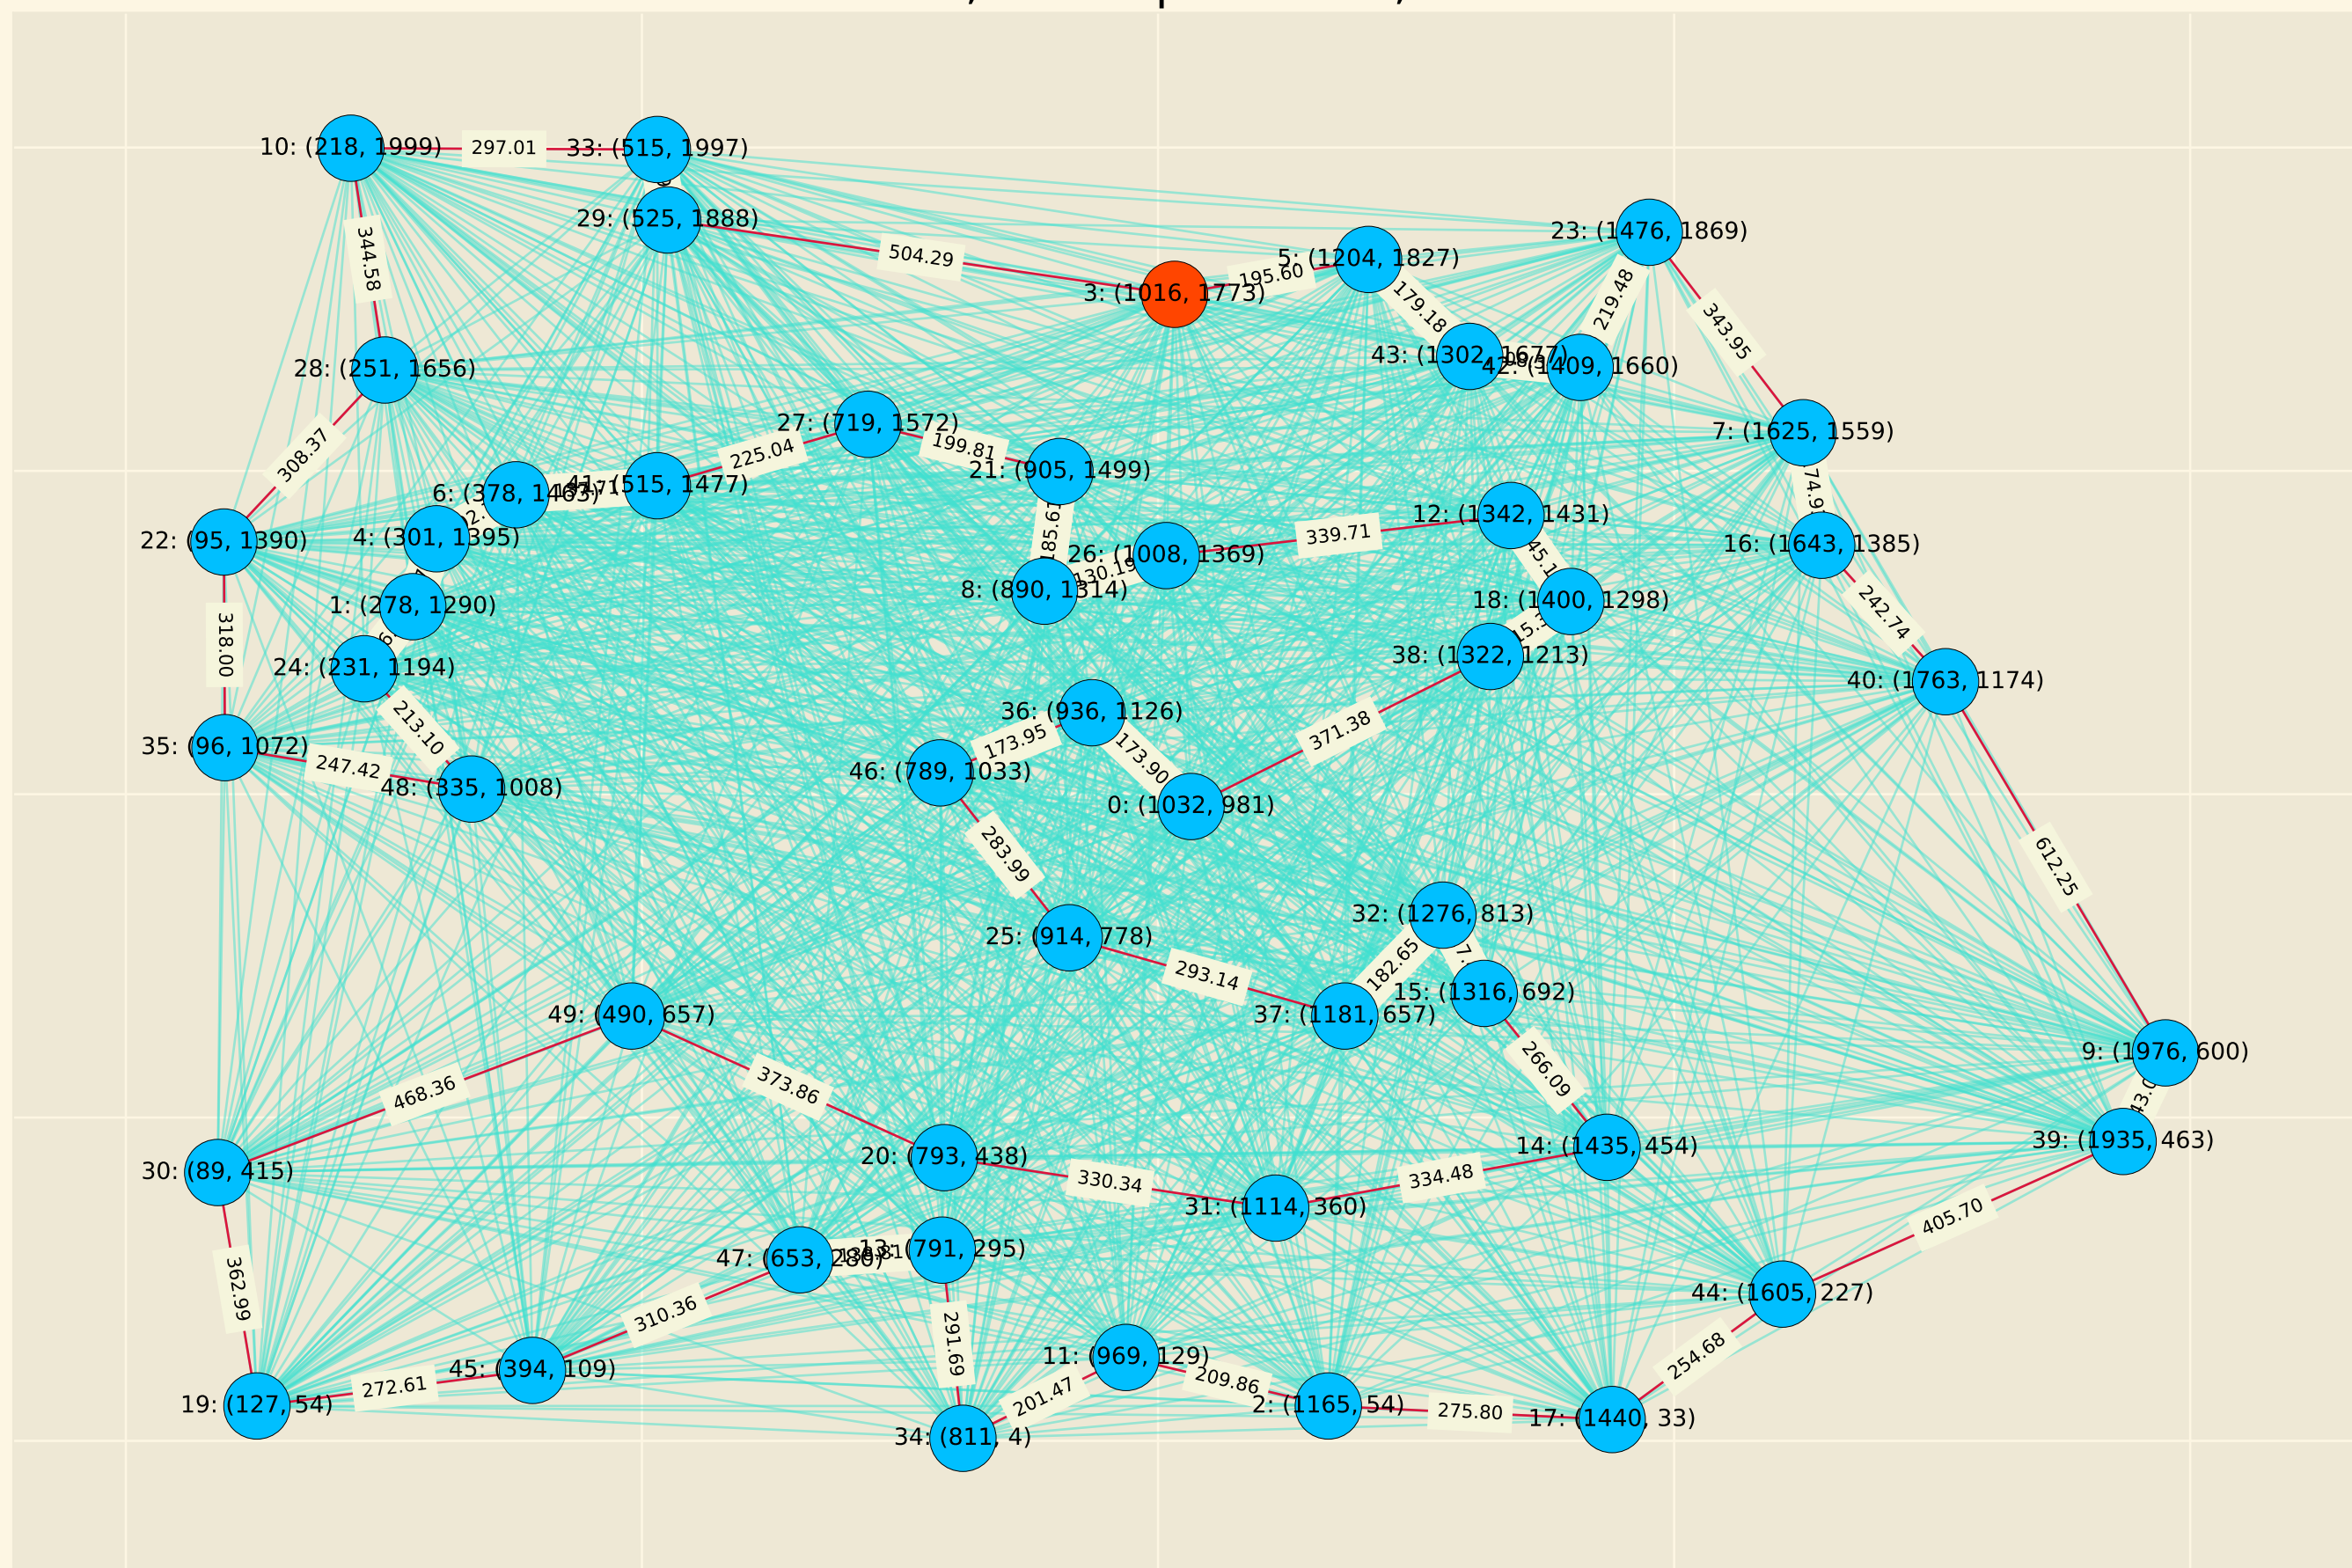 10: (218, 1999)
297.01
33: (515, 1997)
29: (525, 1888)
23: (1476, 1869)
344.58
504.29
5: (1204, 1827)
195.60
3: (1016, 1773)
179.18
219.48
343.95
28: (251, 1656)
43: (1302, 1677)
42: (1409, 1660)
308.37
27: (719, 1572)
7: (1625, 1559)
225.04
199.81
21: (905, 1499)
6: (378, 1463)
41: (515, 1477)
12: (1342, 1431)
22: (95, 1390)
4: (301, 1395)
185.61
339.71
16: (1643, 1385)
26: (1008, 1369)
130.19
8: (890, 1314)
1: (278, 1290)
18: (1400, 1298)
242.74
318.00
24: (231, 1194)
38: (1322, 1213)
40: (1763, 1174)
36: (936, 1126)
213.10
371.38
35: (96, 1072)
173.95
173.90
247.42
46: (789, 1033)
48: (335, 1008)
0: (1032, 981)
283.99
612.25
32: (1276, 813)
25: (914, 778)
182.65
293.14
15: (1316, 692)
49: (490, 657)
37: (1181, 657)
9: (1976, 600)
468.36
373.86
266.09
20: (793, 438)
14: (1435, 454)
39: (1935, 463)
30: (89, 415)
330.34
334.48
31: (1114, 360)
405.70
47: (653, 280)
13: (791, 295)
362.99
44: (1605, 227)
310.36
291.69
254.68
45: (394, 109)
11: (969, 129)
272.61
201.47
209.86
19: (127, 54)
2: (1165, 54)
275.80
17: (1440, 33)
34: (811, 4)